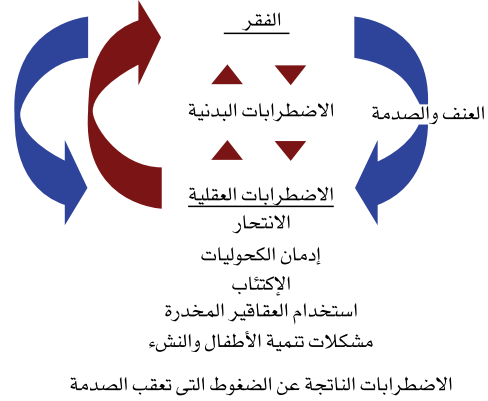 الفقر
الاضطرابات البدنية
العنف والصدمة
الاضطرابات العقلية
الانتحار
إدمان الكحوليات
الإكتئاب
استخدام العقاقير المخدرة
مشكلات تنمية الأطفال والنشء
الاضطرابات الناتجة عن الضغوط التي تعقب الصدمة